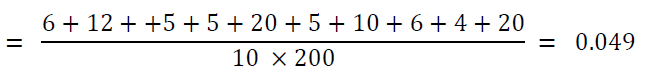 = 6 + 12 + +5 + 5 + 20 + 5 + 10 + 6 + 4 + 20 / 10 × 200 = 0.049